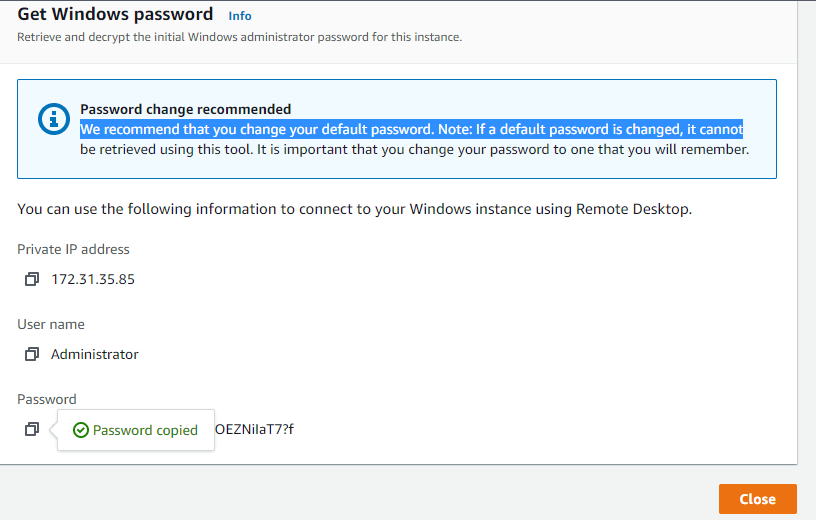 Get Windows password Info
Retrieve and decrypt the initial Windows administrator password for this instance.
Password change recommended
We recommend that you change your default password. Note: If a default password is changed, it cannot
be retrieved using this tool. It is important that you change your password to one that you will remember.
You can use the following information to connect to your Windows instance using Remote Desktop.
Private IP address
172.31.35.85
User name
Administrator
Password
Password copied OEZNiIaT7?f
Close